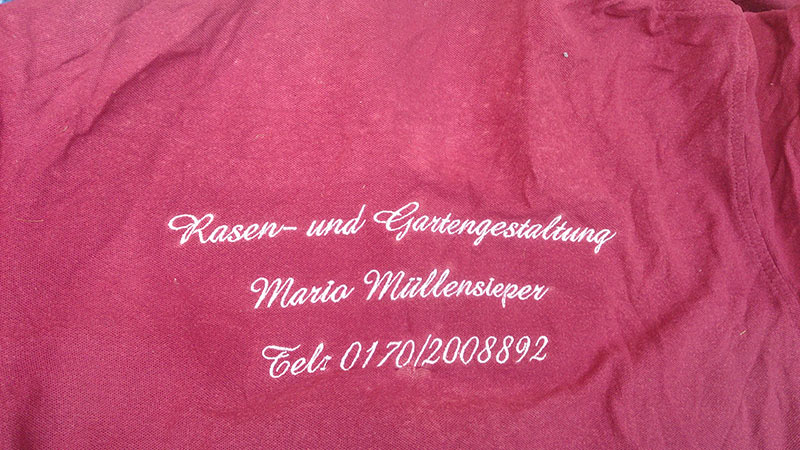 Rasen- und Gartengestaltung
Mario Müllensieper
Tel: 0170/2008892